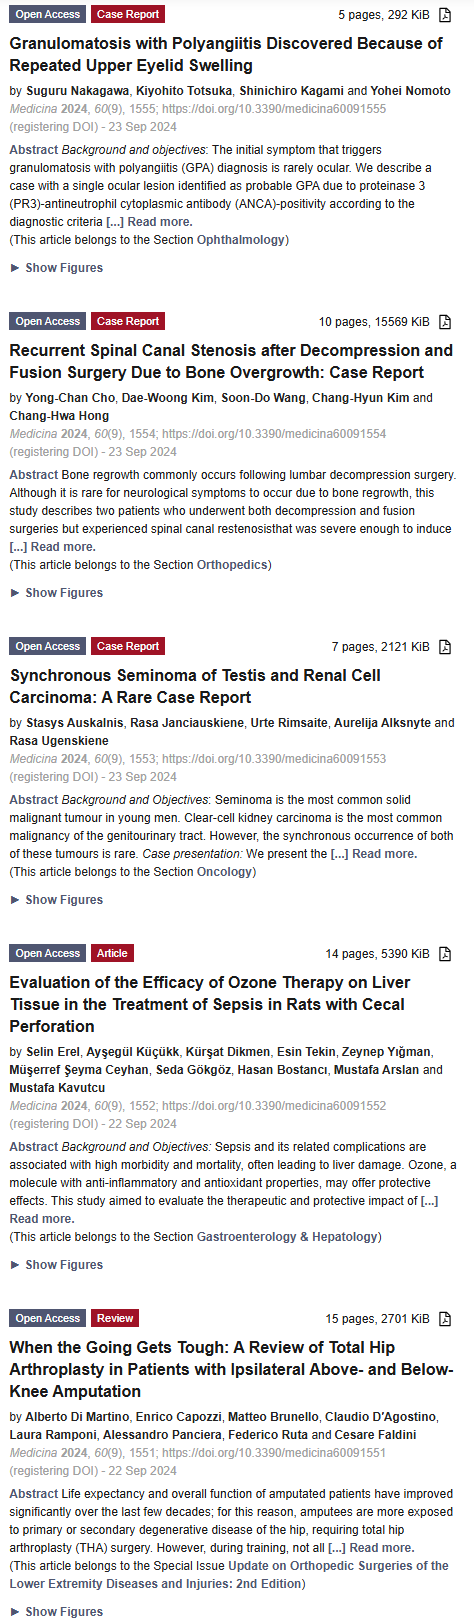 Open Access Case Report 5 pages, 292 KiB
Granulomatosis with Polyangiitis Discovered Because of
Repeated Upper Eyelid Swelling
by Suguru Nakagawa, Kiyohito Totsuka, Shinichiro Kagami and Yohei Nomoto
Medicina 2024, 60(9), 1555; https://doi.org/10.3390/medicina60091555
(registering DOI) - 23 Sep 2024
Abstract Background and objectives: The initial symptom that triggers
granulomatosis with polyangiitis (GPA) diagnosis is rarely ocular. We describe a
case with a single ocular lesion identified as probable GPA due to proteinase 3
(PR3)-antineutrophil cytoplasmic antibody (ANCA)-positivity according to the
diagnostic criteria [...] Read more.
(This article belongs to the Section Ophthalmology)
► Show Figures
Open Access Case Report 10 pages, 15569 KiB
Recurrent Spinal Canal Stenosis after Decompression and
Fusion Surgery Due to Bone Overgrowth: Case Report
by Yong-Chan Cho, Dae-Woong Kim, Soon-Do Wang, Chang-Hyun Kim and
Chang-Hwa Hong
Medicina 2024, 60(9), 1554; https://doi.org/10.3390/medicina60091554
(registering DOI) - 23 Sep 2024
Abstract Bone regrowth commonly occurs following lumbar decompression surgery.
Although it is rare for neurological symptoms to occur due to bone regrowth, this
study describes two patients who underwent both decompression and fusion
surgeries but experienced spinal canal restenosisthat was severe enough to induce
[...] Read more.
(This article belongs to the Section Orthopedics)
► Show Figures
Open Access Case Report 7 pages, 2121 KiB
Synchronous Seminoma of Testis and Renal Cell
Carcinoma: A Rare Case Report
by Stasys Auskalnis, Rasa Janciauskiene, Urte Rimsaite, Aurelija Alksnyte and
Rasa Ugenskiene
Medicina 2024, 60(9), 1553; https://doi.org/10.3390/medicina60091553
(registering DOI) - 23 Sep 2024
Abstract Background and Objectives: Seminoma is the most common solid
malignant tumour in young men. Clear-cell kidney carcinoma is the most common
malignancy of the genitourinary tract. However, the synchronous occurrence of both
of these tumours is rare. Case presentation: We present the [...] Read more.
(This article belongs to the Section Oncology)
► Show Figures
Open Access Article 14 pages, 5390 KiB
Evaluation of the Efficacy of Ozone Therapy on Liver
Tissue in the Treatment of Sepsis in Rats with Cecal
Perforation
by Selin Erel, Ayşegül Küçükk, Kürşat Dikmen, Esin Tekin, Zeynep Yığman,
Müşerref Şeyma Ceyhan, Seda Gökgöz, Hasan Bostancı, Mustafa Arslan and
Mustafa Kavutcu
Medicina 2024, 60(9), 1552; https://doi.org/10.3390/medicina60091552
(registering DOI) - 22 Sep 2024
Abstract Background and Objectives: Sepsis and its related complications are
associated with high morbidity and mortality, often leading to liver damage. Ozone, a
molecule with anti-inflammatory and antioxidant properties, may offer protective
effects. This study aimed to evaluate the therapeutic and protective impact of [...]
Read more.
(This article belongs to the Section Gastroenterology & Hepatology)
► Show Figures
Open Access Review 15 pages, 2701 KiB
When the Going Gets Tough: A Review of Total Hip
Arthroplasty in Patients with Ipsilateral Above- and Below-
Knee Amputation
by Alberto Di Martino, Enrico Capozzi, Matteo Brunello, Claudio D'Agostino,
Laura Ramponi, Alessandro Panciera, Federico Ruta and Cesare Faldini
Medicina 2024, 60(9), 1551; https://doi.org/10.3390/medicina60091551
(registering DOI) - 22 Sep 2024
Abstract Life expectancy and overall function of amputated patients have improved
significantly over the last few decades; for this reason, amputees are more exposed
to primary or secondary degenerative disease of the hip, requiring total hip
arthroplasty (THA) surgery. However, during training, not all [...] Read more.
(This article belongs to the Special Issue Update on Orthopedic Surgeries of the
Lower Extremity Diseases and Injuries: 2nd Edition)
► Show Figures